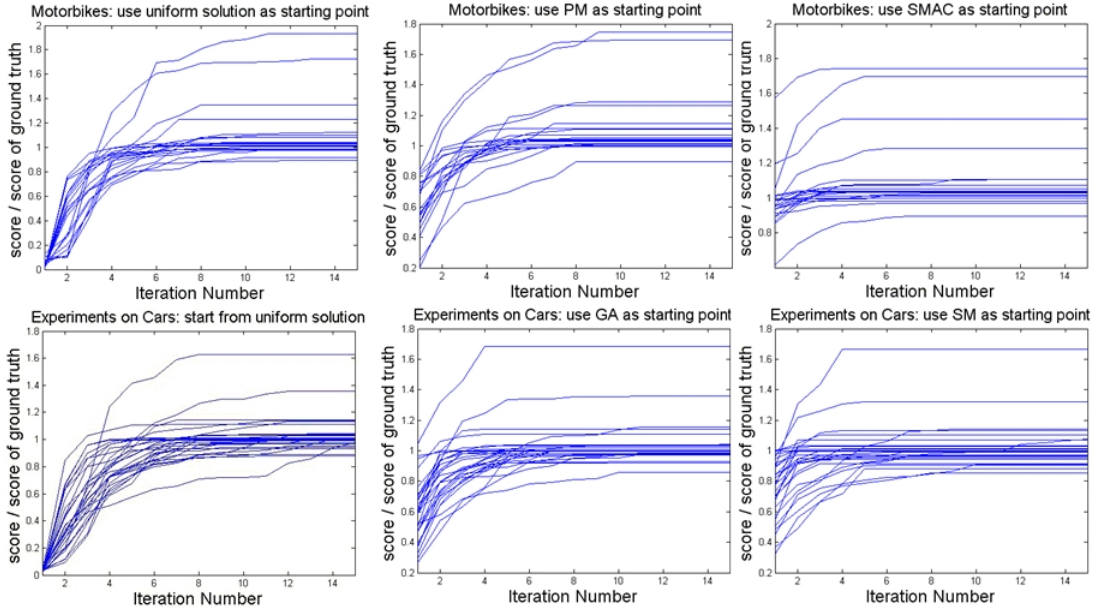 Motorbikes: use uniform solution as starting point
score / score of ground truth
2
1.8
1.6
1.4
1.2
1
0.8
0.6
0.4
0.2
0
2 4 6 8 10 12 14
Iteration Number
Motorbikes: use PM as starting point
score / score of ground truth
1.8
1.6
1.4
1.2
1
0.8
0.6
0.4
0.2
2 4 6 8 10 12 14
Iteration Number
Motorbikes: use SMAC as starting point
score / score of ground truth
2
1.8
1.6
1.4
1.2
1
0.8
2 4 6 8 10 12 14
Iteration Number
Experiments on Cars: start from uniform solution
score / score of ground truth
1.8
1.6
1.4
1.2
1
0.8
0.6
0.4
0.2
0
2 4 6 8 10 12 14
Iteration Number
Experiments on Cars: use GA as starting point
score / score of ground truth
1.8
1.6
1.4
1.2
1
0.8
0.6
0.4
0.2
2 4 6 8 10 12 14
Iteration Number
Experiments on Cars: use SM as starting point
score / score of ground truth
1.8
1.6
1.4
1.2
1
0.8
0.6
0.4
0.2
2 4 6 8 10 12 14
Iteration Number